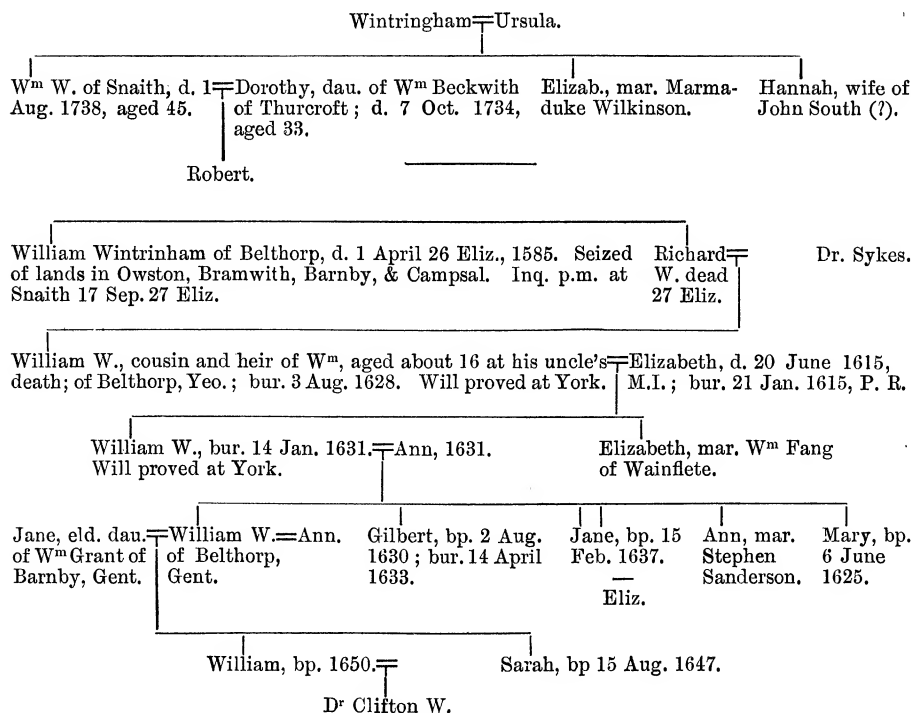 Wintringham Ursula.
Wᵐ W. of Snaith, d. 1 Dorothy, dau. of Wᵐ Beckwith Elizab., mar. Marma- Hannah, wife of
Aug. 1738, aged 45. of Thurcroft; d. 7 Oct. 1734, duke Wilkinson. John South (?).
aged 33.
Robert.
William Wintrinham of Belthorp, d. 1 April 26 Eliz., 1585. Seized Richard Dr. Sykes.
of lands in Owston, Bramwith, Barnby, & Campsal. Inq. p.m. at W. dead
Snaith 17 Sep. 27 Eliz. 27 Eliz.
William W., cousin and heir of Wᵐ, aged about 16 at his uncle's Elizabeth, d. 20 June 1615,
death; of Belthorp, Yeo.; bur. 3 Aug. 1628. Will proved at York. M.I.; bur. 21 Jan. 1615, P. R.
William W., bur. 14 Jan. 1631. Ann, 1631. Elizabeth, mar. Wᵐ Fang
Will proved at York. of Wainflete.
Jane, eld. dau. William W.=Ann. Gilbert, bp. 2 Aug. Jane, bp. 15 Ann, mar. Mary, bp.
of Wᵐ Grant of of Belthorp, 1630; bur. 14 April Feb. 1637. Stephen 6 June
Barnby, Gent. Gent. 1633. — Sanderson. 1625.
Eliz.
William, bp. 1650. Sarah, bp 15 Aug. 1647.
Dʳ Clifton W.